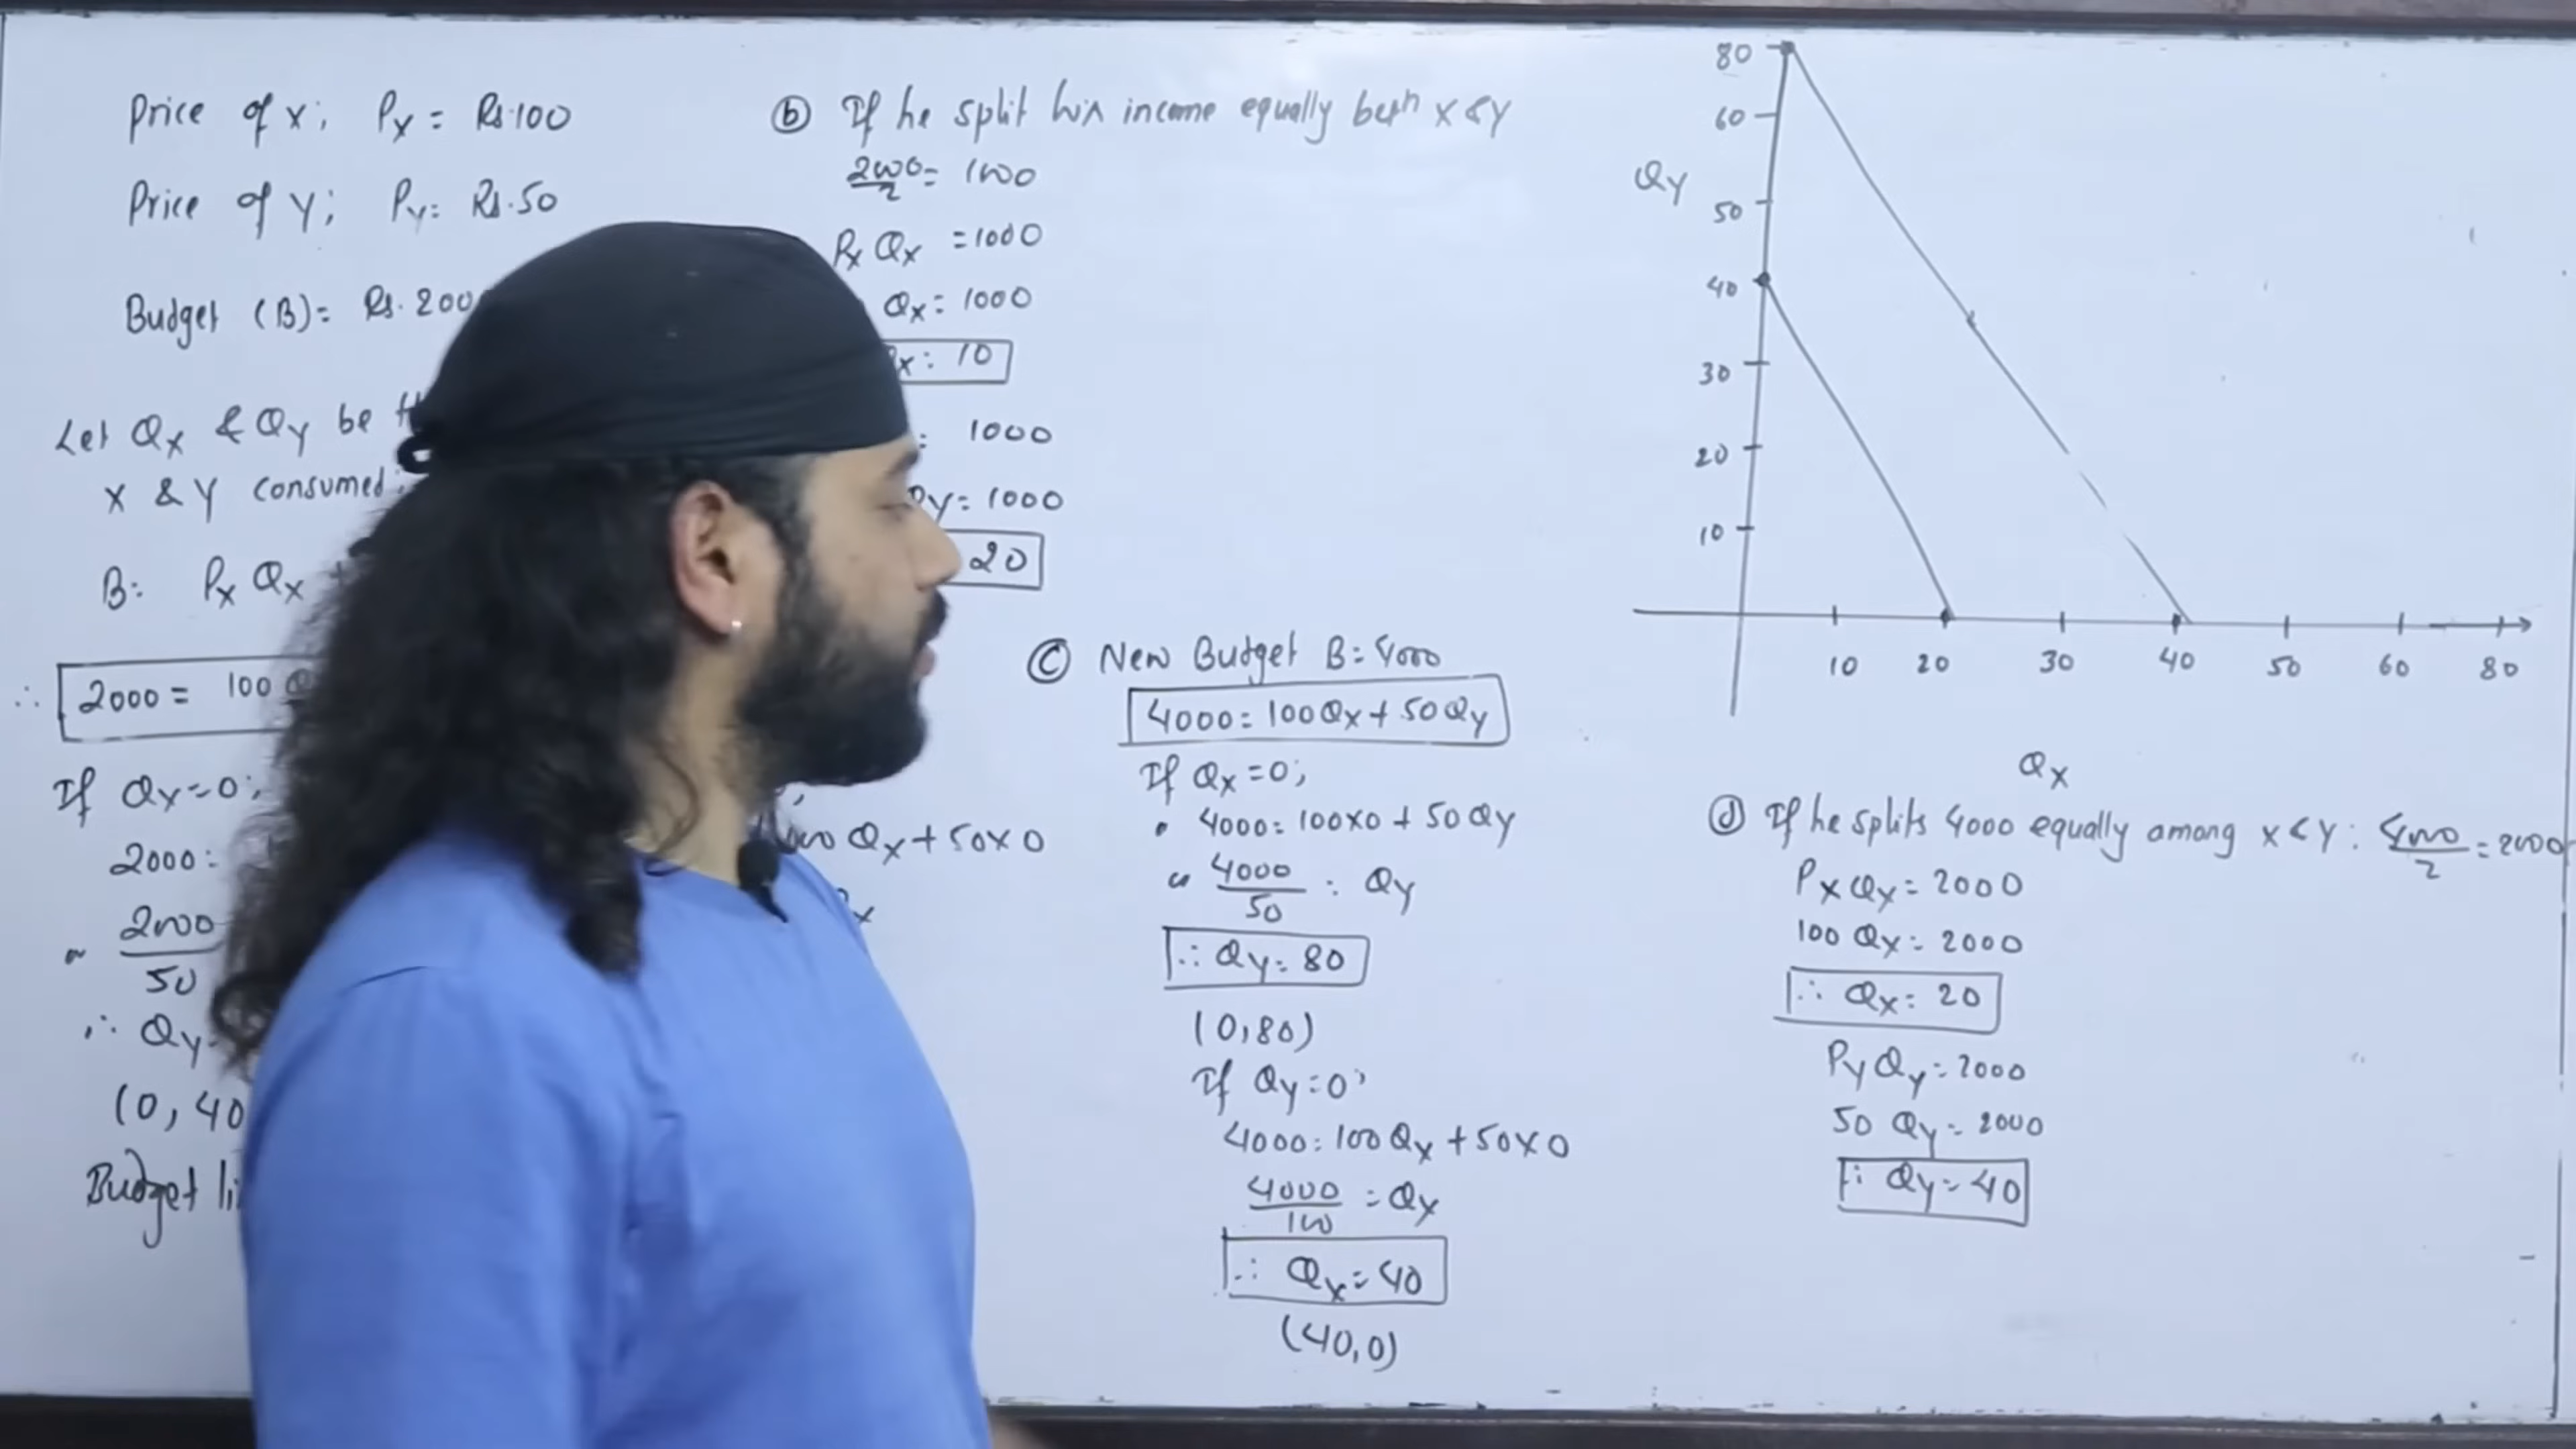 Price of X; Px = Rs.100
Price of Y; Py= Rs.50
Budget (B)= Rs.200
Let Qx & Qy be
X & Y consumed:
B= Px Qx
∴ 2000 = 100
If Qx=0;
2000=
2000
50
∴ Qy=
(0,40
Budget li
ⓑ If he split his income equally betn X & Y
2000/2 = 1000
Px Qx = 1000
Qx= 1000
x= 10
= 1000
Qy= 1000
20
Qx+50x0
x
ⓒ New Budget B=4000
4000=100Qx+50Qy
If Qx=0;
4000=100x0+50Qy
4000/50 = Qy
∴ Qy=80
(0,80)
If Qy=0;
4000=100Qx+50x0
4000/100 = Qx
∴ Qx=40
(40,0)
80
60
Qy
50
40
30
20
10
10 20 30 40 50 60 80
Qx
ⓓ If he splits 4000 equally among X & Y: 4000/2 = 2000
PxQx=2000
100 Qx=2000
∴ Qx=20
PyQy=2000
50 Qy=2000
∴ Qy=40